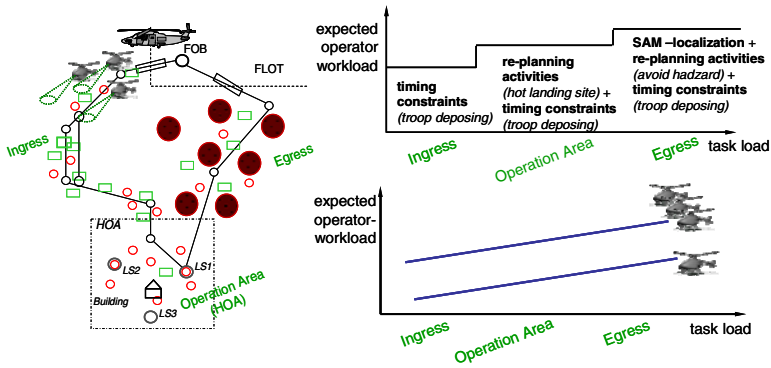 FOB
FLOT
Ingress
Egress
HOA
LS2
LS1
Building
LS3
Operation Area
(HOA)
expected
operator
workload
timing
constraints
(troop deposing)
re-planning
activities
(hot landing site) +
timing constraints
(troop deposing)
SAM –localization +
re-planning activities
(avoid hadzard) +
timing constraints
(troop deposing)
Ingress
Operation Area
Egress
task load
expected
operator-
workload
Ingress
Operation Area
Egress
task load